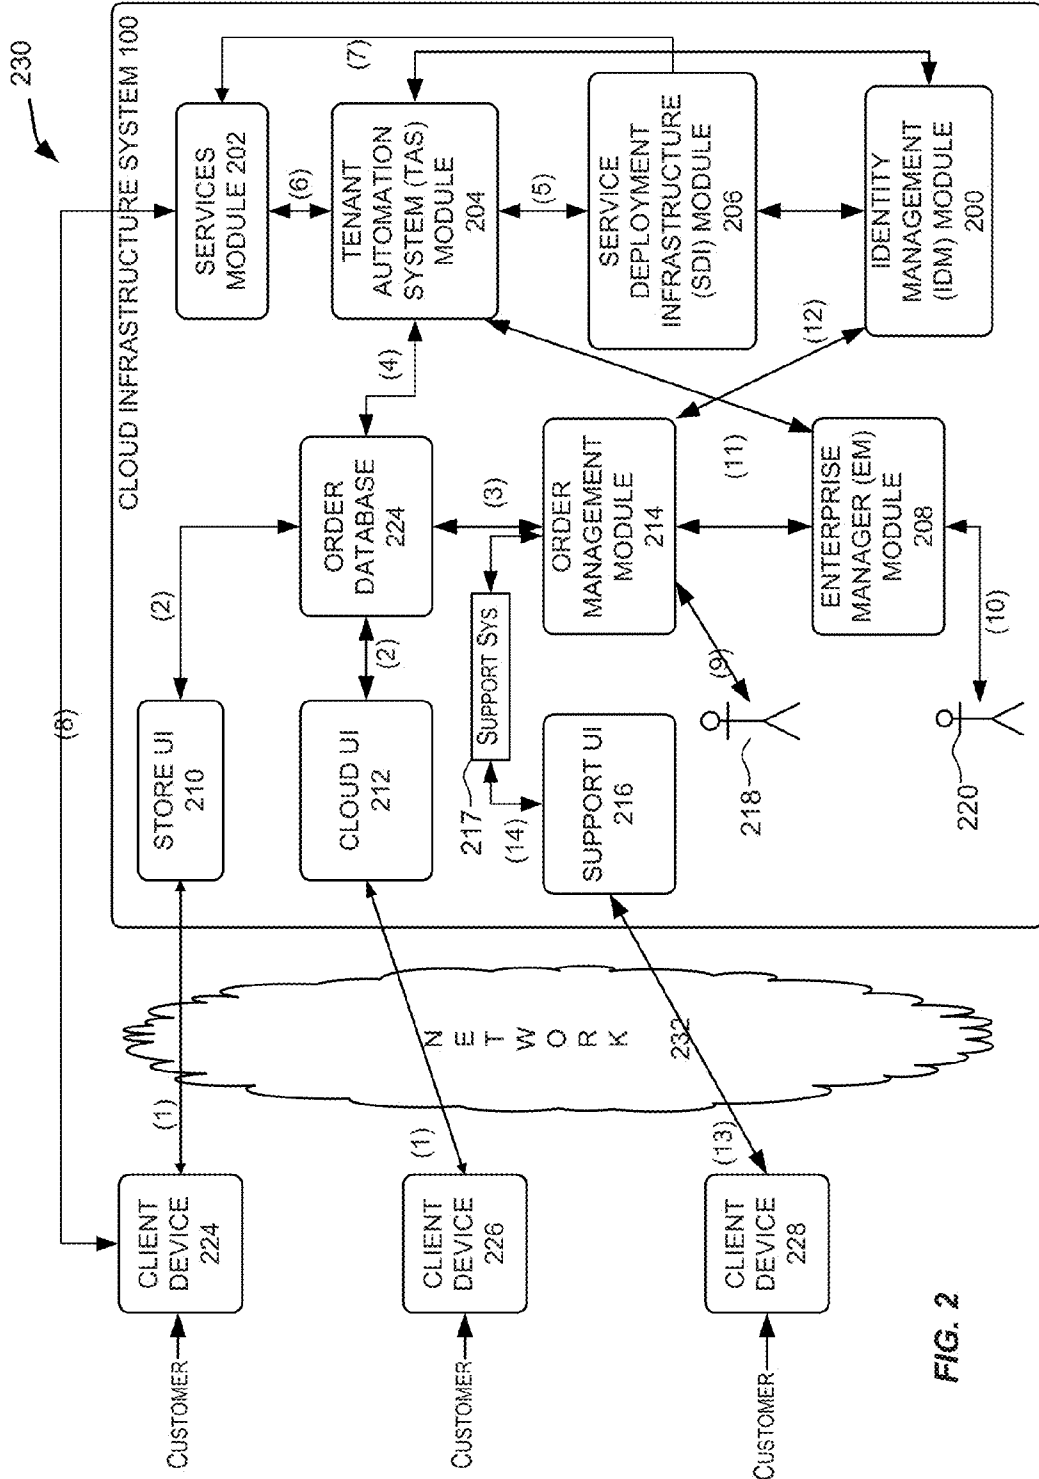 230
CLOUD INFRASTRUCTURE SYSTEM 100
(8)
CUSTOMER
CLIENT
DEVICE
224
(1)
STORE UI
210
(2)
SERVICES
MODULE 202
(6)
(7)
CUSTOMER
CLIENT
DEVICE
226
(1)
N
E
T
W
O
R
K
232
CLOUD UI
212
(2)
ORDER
DATABASE
224
(4)
TENANT
AUTOMATION
SYSTEM (TAS)
MODULE
204
(5)
217
SUPPORT SYS
(3)
(14)
CUSTOMER
CLIENT
DEVICE
228
(13)
SUPPORT UI
216
ORDER
MANAGEMENT
MODULE
214
SERVICE
DEPLOYMENT
INFRASTRUCTURE
(SDI) MODULE
206
(9)
218
(11)
(12)
ENTERPRISE
MANAGER (EM)
MODULE
208
IDENTITY
MANAGEMENT
(IDM) MODULE
200
220
(10)
FIG. 2